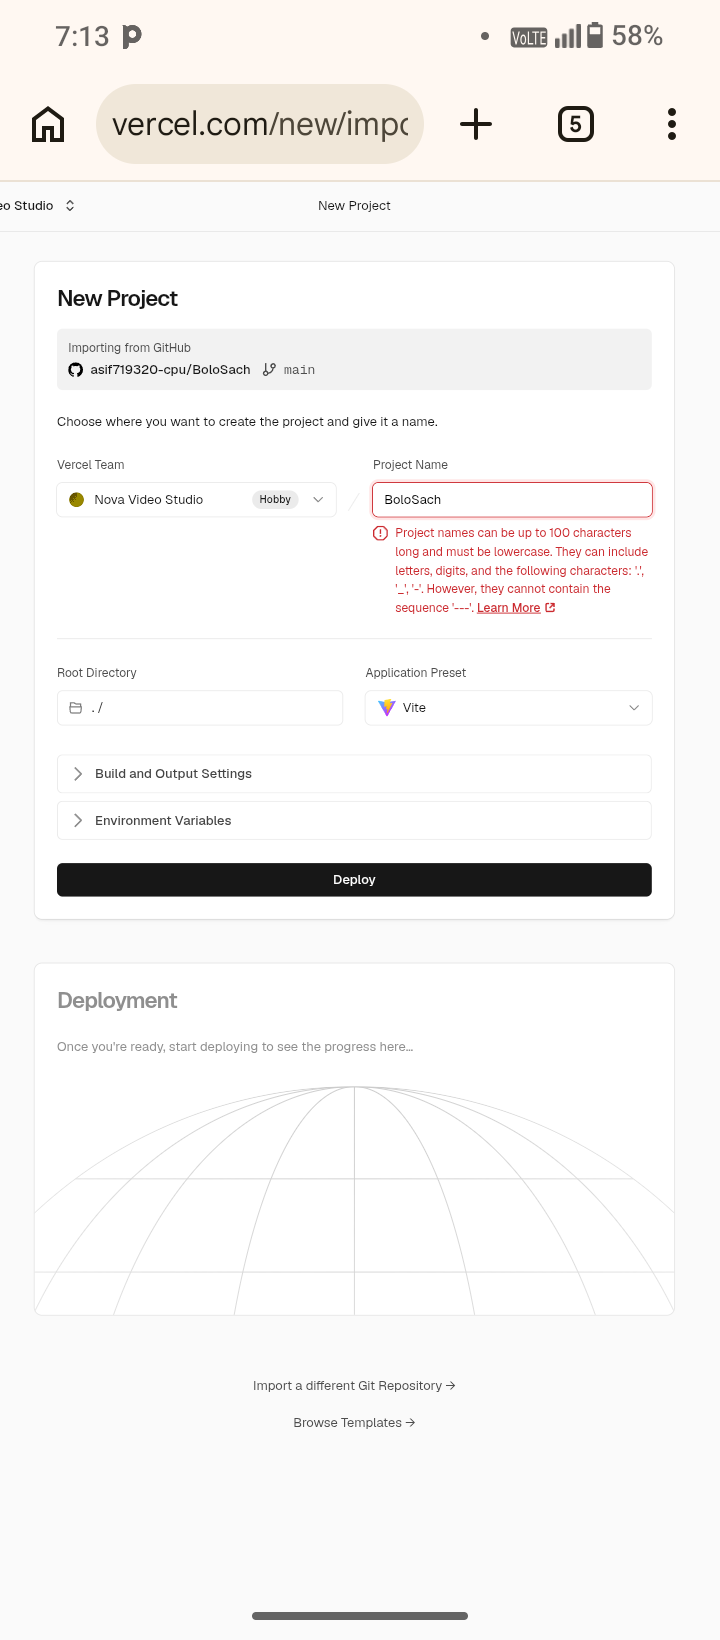 7:13
VoLTE 58%
vercel.com/new/impo
5
eo Studio
New Project
New Project
Importing from GitHub
asif719320-cpu/BoloSach main
Choose where you want to create the project and give it a name.
Vercel Team
Project Name
Nova Video Studio Hobby
BoloSach
Project names can be up to 100 characters
long and must be lowercase. They can include
letters, digits, and the following characters: '.',
'_', '-'. However, they cannot contain the
sequence '---'. Learn More
Root Directory
Application Preset
./
Vite
Build and Output Settings
Environment Variables
Deploy
Deployment
Once you're ready, start deploying to see the progress here...
Import a different Git Repository →
Browse Templates →